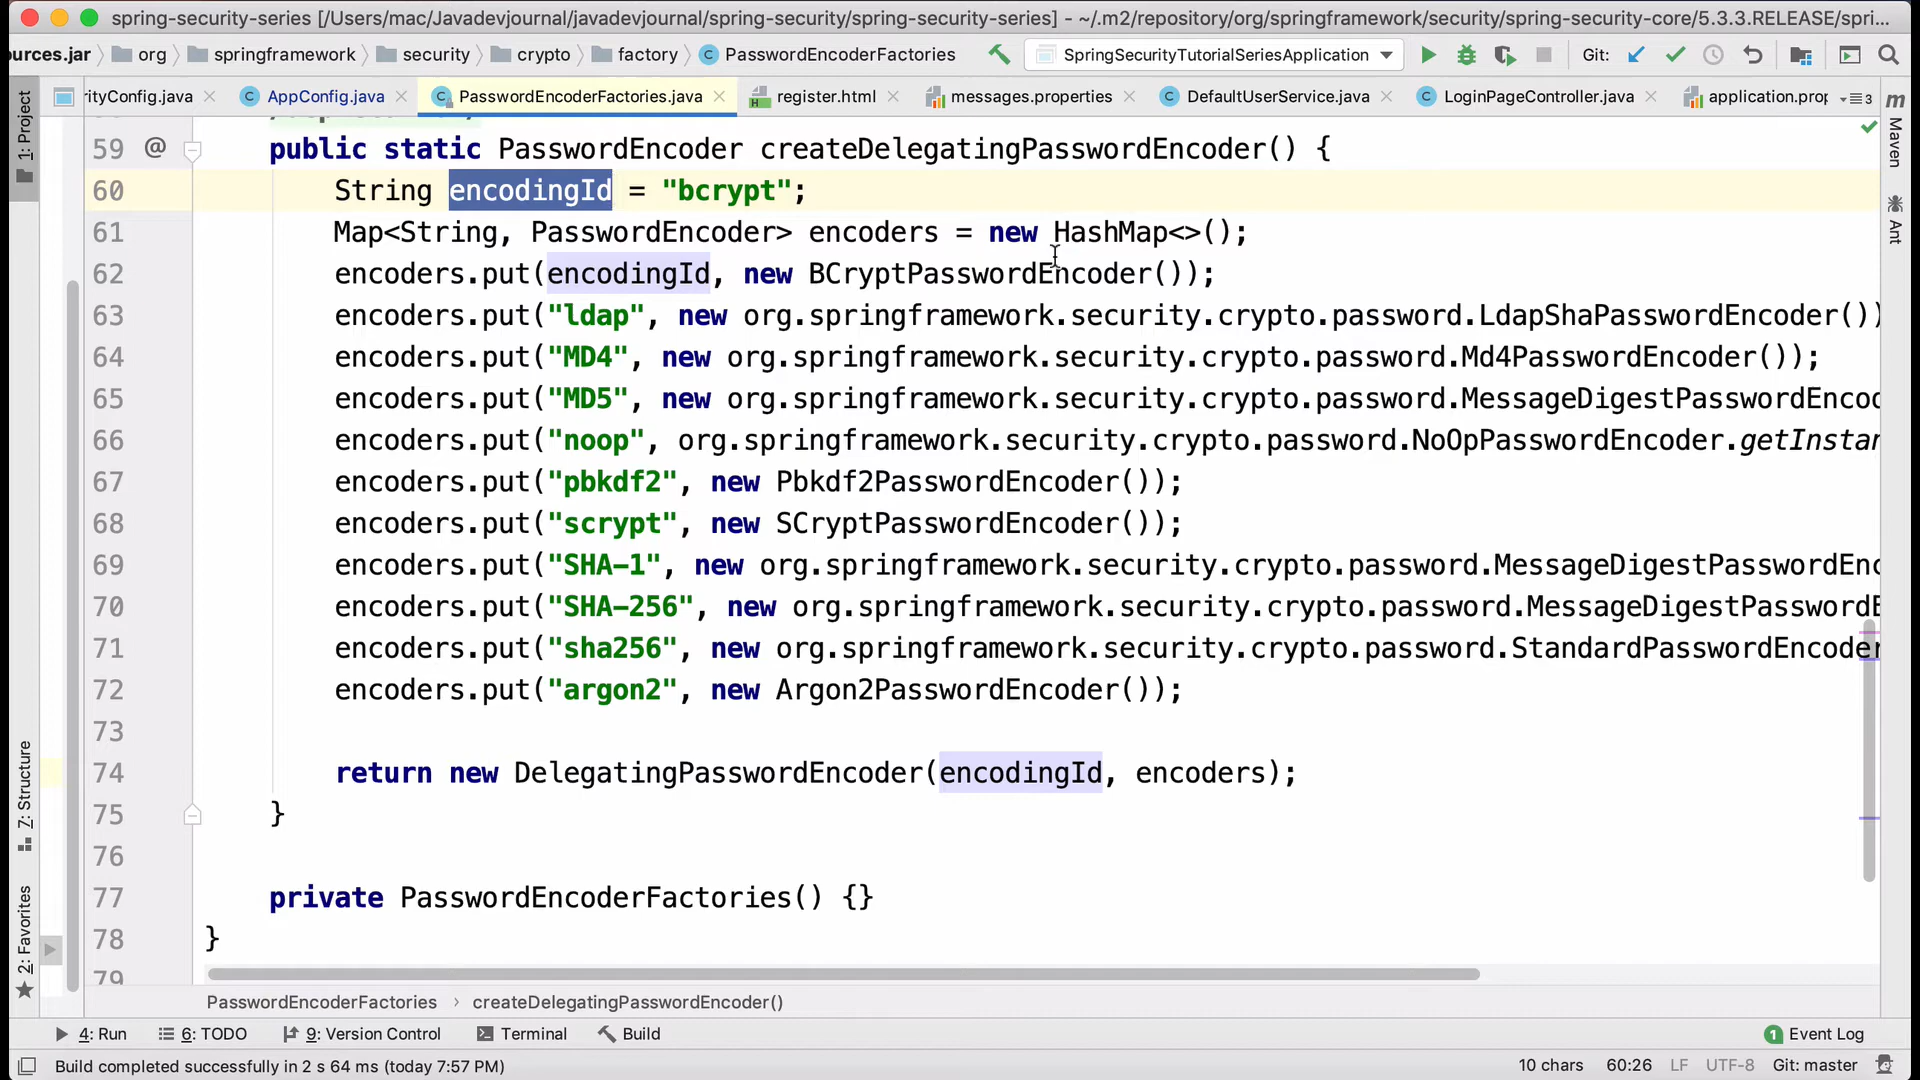 spring-security-series [/Users/mac/Javadevjournal/javadevjournal/spring-security/spring-security-series] - ~/.m2/repository/org/springframework/security/spring-security-core/5.3.3.RELEASE/spri...
ources.jar org springframework security crypto factory PasswordEncoderFactories SpringSecurityTutorialSeriesApplication Git:
rityConfig.java AppConfig.java PasswordEncoderFactories.java register.html messages.properties DefaultUserService.java LoginPageController.java application.prop 3
1: Project
Maven
Ant
59 @ public static PasswordEncoder createDelegatingPasswordEncoder() {
60 String encodingId = "bcrypt";
61 Map<String, PasswordEncoder> encoders = new HashMap<>();
62 encoders.put(encodingId, new BCryptPasswordEncoder());
63 encoders.put("ldap", new org.springframework.security.crypto.password.LdapShaPasswordEncoder())
64 encoders.put("MD4", new org.springframework.security.crypto.password.Md4PasswordEncoder());
65 encoders.put("MD5", new org.springframework.security.crypto.password.MessageDigestPasswordEncoc
66 encoders.put("noop", org.springframework.security.crypto.password.NoOpPasswordEncoder.getInstan
67 encoders.put("pbkdf2", new Pbkdf2PasswordEncoder());
68 encoders.put("scrypt", new SCryptPasswordEncoder());
69 encoders.put("SHA-1", new org.springframework.security.crypto.password.MessageDigestPasswordEnc
70 encoders.put("SHA-256", new org.springframework.security.crypto.password.MessageDigestPasswordE
71 encoders.put("sha256", new org.springframework.security.crypto.password.StandardPasswordEncoder
72 encoders.put("argon2", new Argon2PasswordEncoder());
73
74 return new DelegatingPasswordEncoder(encodingId, encoders);
75 }
76
77 private PasswordEncoderFactories() {}
78 }
79
7: Structure
2: Favorites
PasswordEncoderFactories › createDelegatingPasswordEncoder()
4: Run 6: TODO 9: Version Control Terminal Build 1 Event Log
Build completed successfully in 2 s 64 ms (today 7:57 PM) 10 chars 60:26 LF UTF-8 Git: master